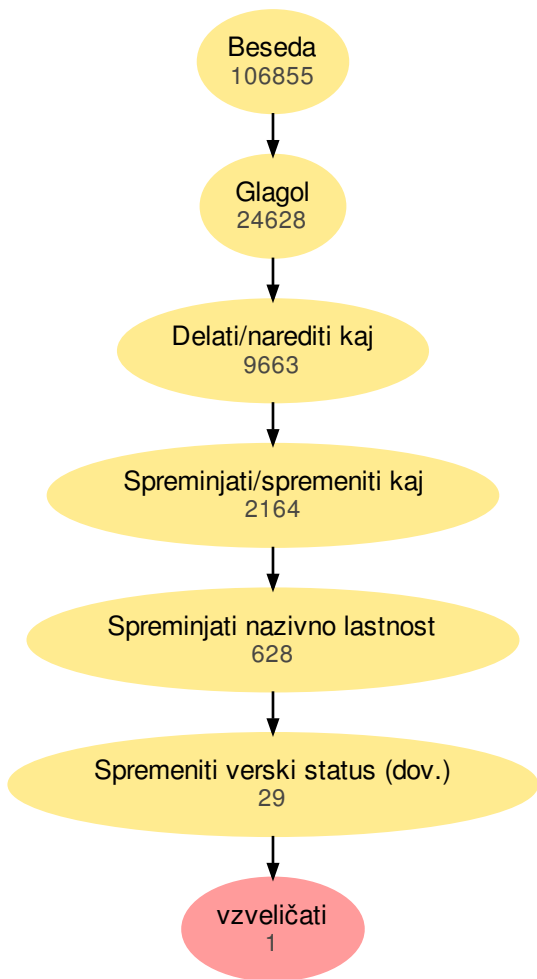 Beseda
106855
Glagol
24628
Delati/narediti kaj
9663
Spreminjati/spremeniti kaj
2164
Spreminjati nazivno lastnost
628
Spremeniti verski status (dov.)
29
vzveličati
1